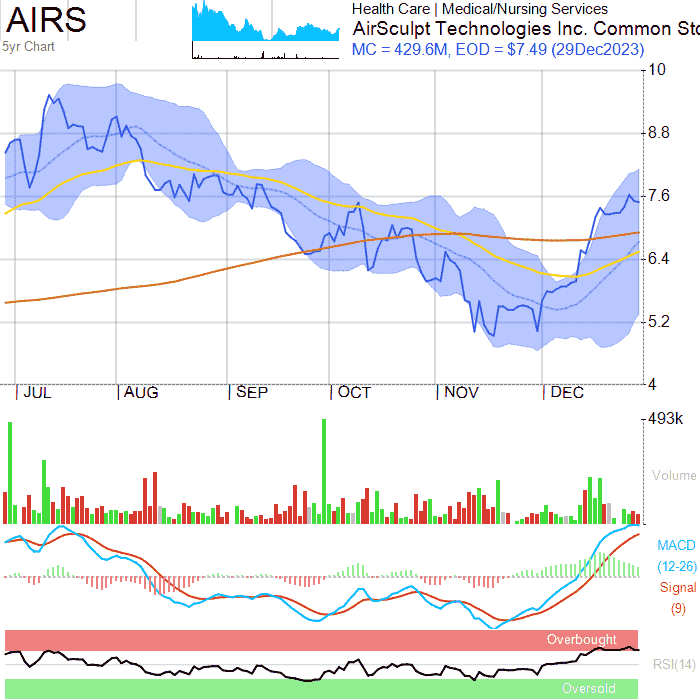 AIRS
5yr Chart
Health Care | Medical/Nursing Services
AirSculpt Technologies Inc. Common Sto
MC = 429.6M, EOD = $7.49 (29Dec2023)
10
8.8
7.6
6.4
5.2
4
JUL AUG SEP OCT NOV DEC
493k
Volume
MACD
(12-26)
Signal
(9)
Overbought
RSI(14)
Oversold